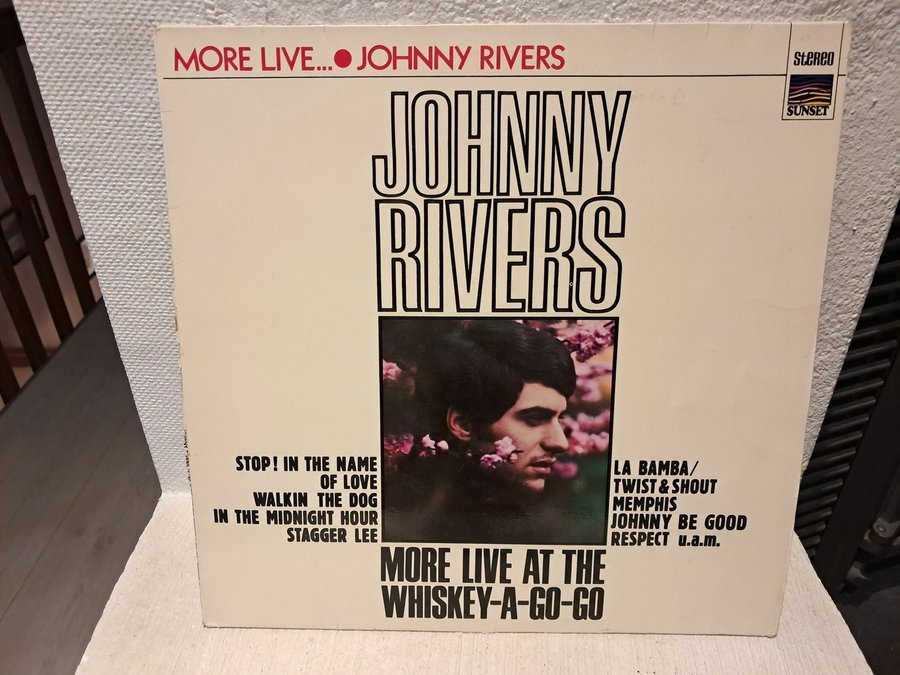 MORE LIVE...● JOHNNY RIVERS
STEREO
SUNSET
JOHNNY
RIVERS
STOP! IN THE NAME
OF LOVE
WALKIN THE DOG
IN THE MIDNIGHT HOUR
STAGGER LEE
LA BAMBA/
TWIST & SHOUT
MEMPHIS
JOHNNY BE GOOD
RESPECT u.a.m.
MORE LIVE AT THE
WHISKEY-A-GO-GO